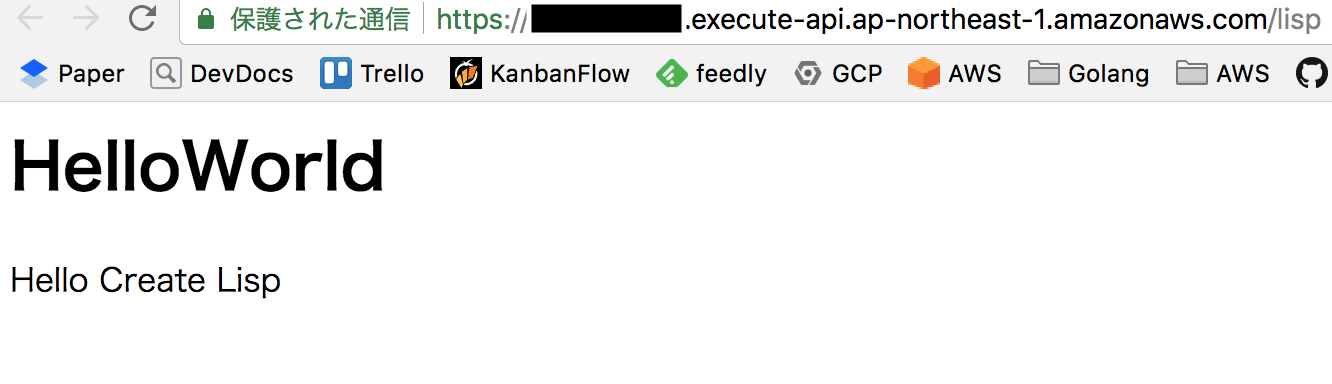 保護された通信 https:// .execute-api.ap-northeast-1.amazonaws.com/lisp
Paper DevDocs Trello KanbanFlow feedly GCP AWS Golang AWS
HelloWorld
Hello Create Lisp